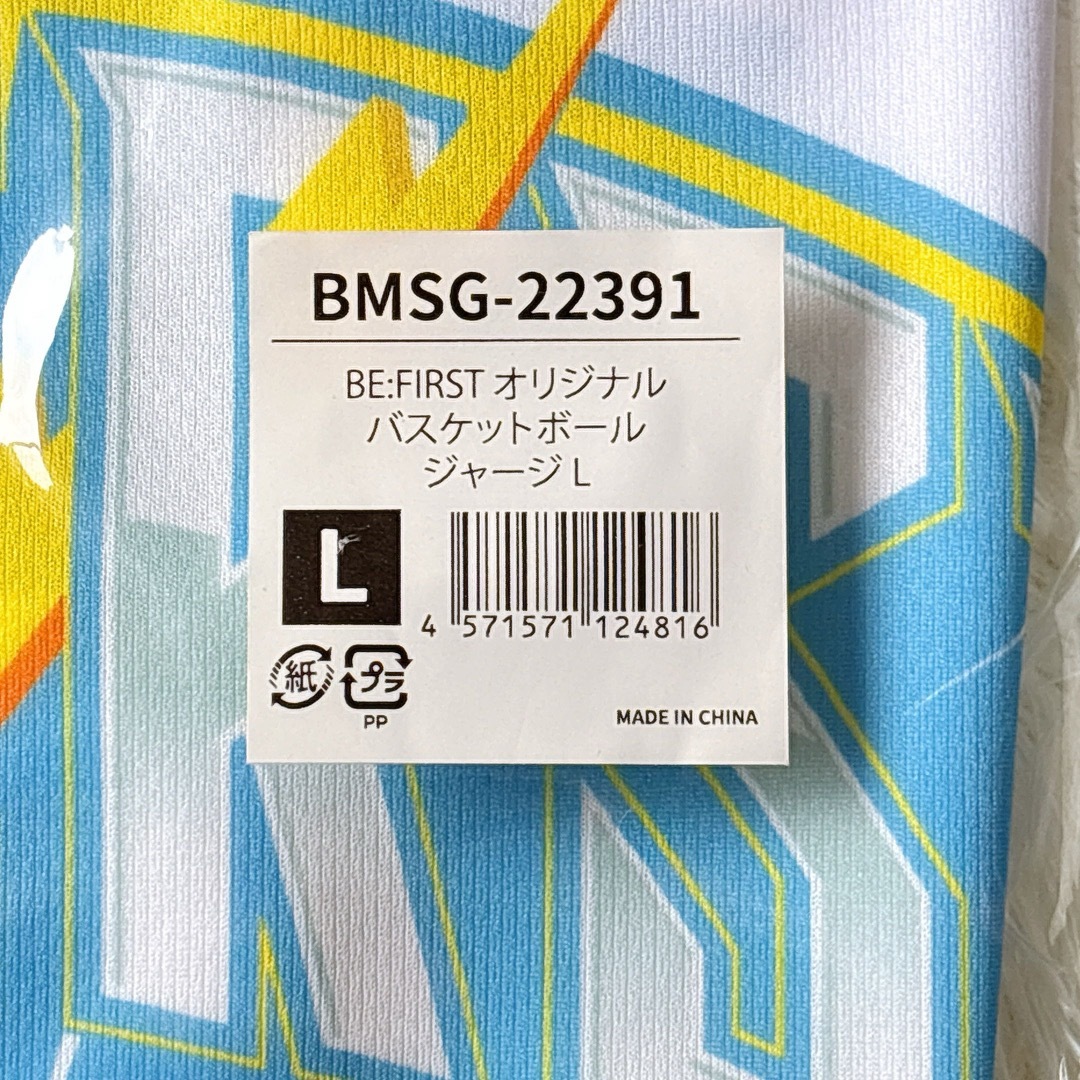 BMSG-22391
BE:FIRST オリジナル
バスケットボール
ジャージ L
L
4 571571 124816
紙
プラ
PP
MADE IN CHINA